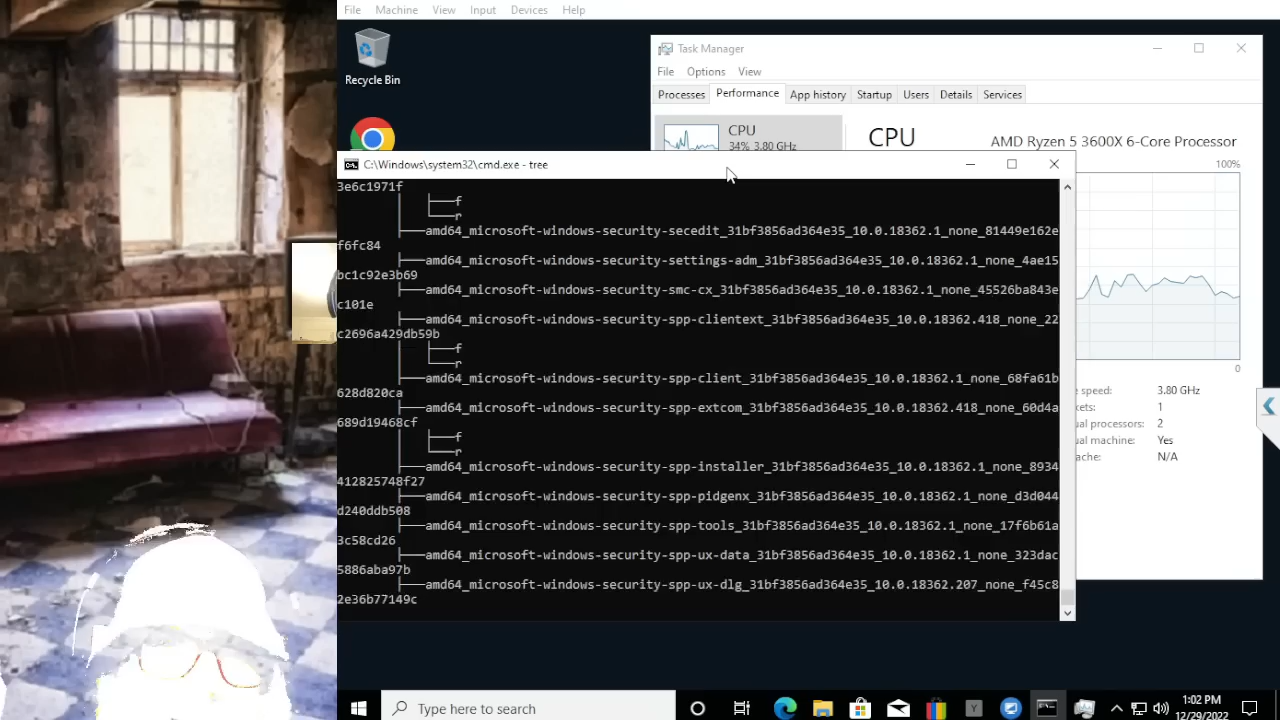 File Machine View Input Devices Help
Recycle Bin
Task Manager
File Options View
Processes Performance App history Startup Users Details Services
CPU
34% 3.80 GHz
CPU
AMD Ryzen 5 3600X 6-Core Processor
100%
C:\Windows\system32\cmd.exe - tree
3e6c1971f
f
r
amd64_microsoft-windows-security-secedit_31bf3856ad364e35_10.0.18362.1_none_81449e162e
f6fc84
amd64_microsoft-windows-security-settings-adm_31bf3856ad364e35_10.0.18362.1_none_4ae15
bc1c92e3b69
amd64_microsoft-windows-security-smc-cx_31bf3856ad364e35_10.0.18362.1_none_45526ba843e
c101e
amd64_microsoft-windows-security-spp-clientext_31bf3856ad364e35_10.0.18362.418_none_22
c2696a429db59b
f
r
amd64_microsoft-windows-security-spp-client_31bf3856ad364e35_10.0.18362.1_none_68fa61b
628d820ca
amd64_microsoft-windows-security-spp-extcom_31bf3856ad364e35_10.0.18362.418_none_60d4a
689d19468cf
f
r
amd64_microsoft-windows-security-spp-installer_31bf3856ad364e35_10.0.18362.1_none_8934
412825748f27
amd64_microsoft-windows-security-spp-pidgenx_31bf3856ad364e35_10.0.18362.1_none_d3d044
d240ddb508
amd64_microsoft-windows-security-spp-tools_31bf3856ad364e35_10.0.18362.1_none_17f6b61a
3c58cd26
amd64_microsoft-windows-security-spp-ux-data_31bf3856ad364e35_10.0.18362.1_none_323dac
5886aba97b
amd64_microsoft-windows-security-spp-ux-dlg_31bf3856ad364e35_10.0.18362.207_none_f45c8
2e36b77149c
0
e speed: 3.80 GHz
kets: 1
ual processors: 2
ual machine: Yes
ache: N/A
Type here to search
1:02 PM
12/29/2022